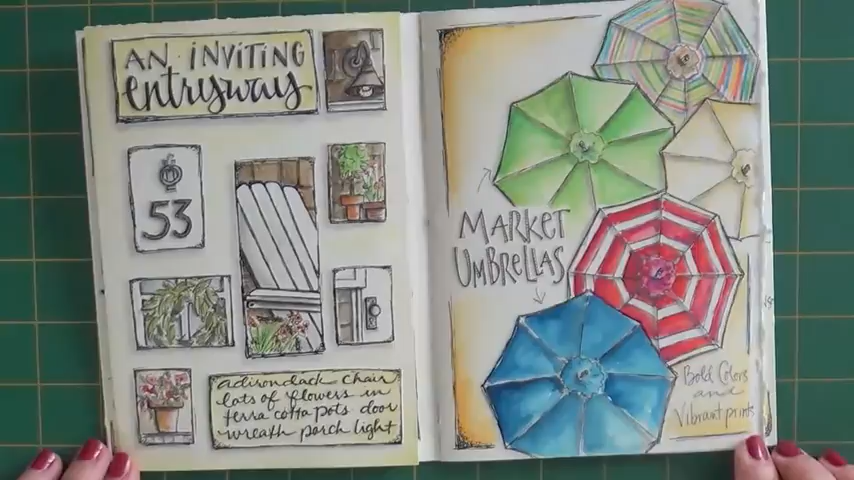 AN INVITING
entryways
53
adirondack chair
lots of flowers in
terra cotta pots door
wreath porch light
MARKET
UMBRELLAS
Bold Colors
and
Vibrant prints